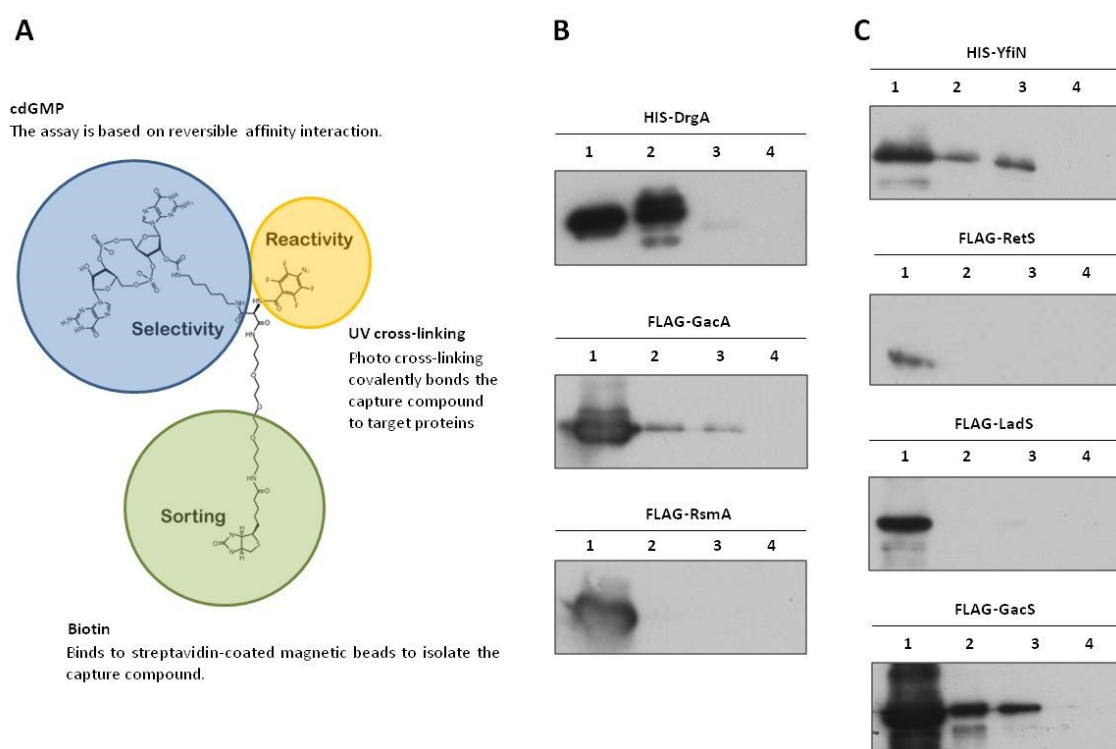 A
cdGMP
The assay is based on reversible affinity interaction.
Selectivity
Reactivity
UV cross-linking
Photo cross-linking
covalently bonds the
capture compound
to target proteins
Sorting
Biotin
Binds to streptavidin-coated magnetic beads to isolate the
capture compound.
B
HIS-DrgA
1 2 3 4
FLAG-GacA
1 2 3 4
FLAG-RsmA
1 2 3 4
C
HIS-YfiN
1 2 3 4
FLAG-RetS
1 2 3 4
FLAG-LadS
1 2 3 4
FLAG-GacS
1 2 3 4